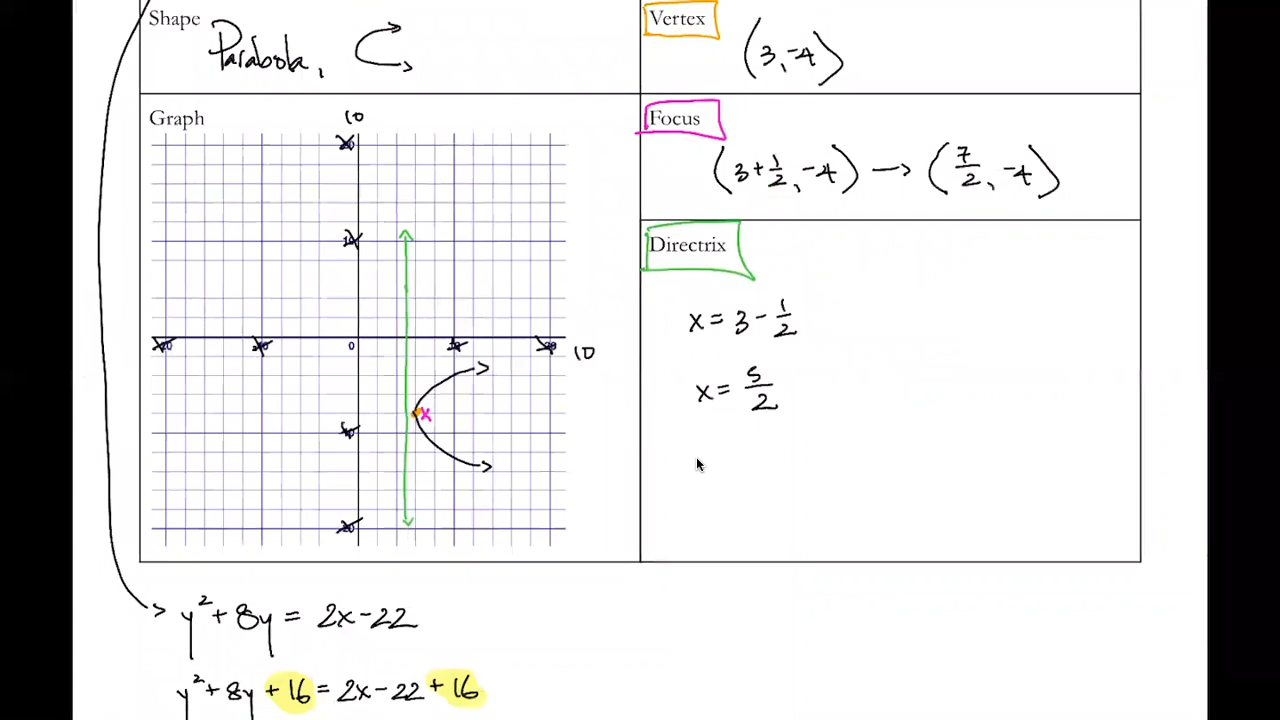 Shape
Parabola,
Vertex
(3, -4)
Graph
10
0
10
Focus
(3 + 1/2, -4) → (7/2, -4)
Directrix
x = 3 - 1/2
x = 5/2
y² + 8y = 2x - 22
y² + 8y + 16 = 2x - 22 + 16